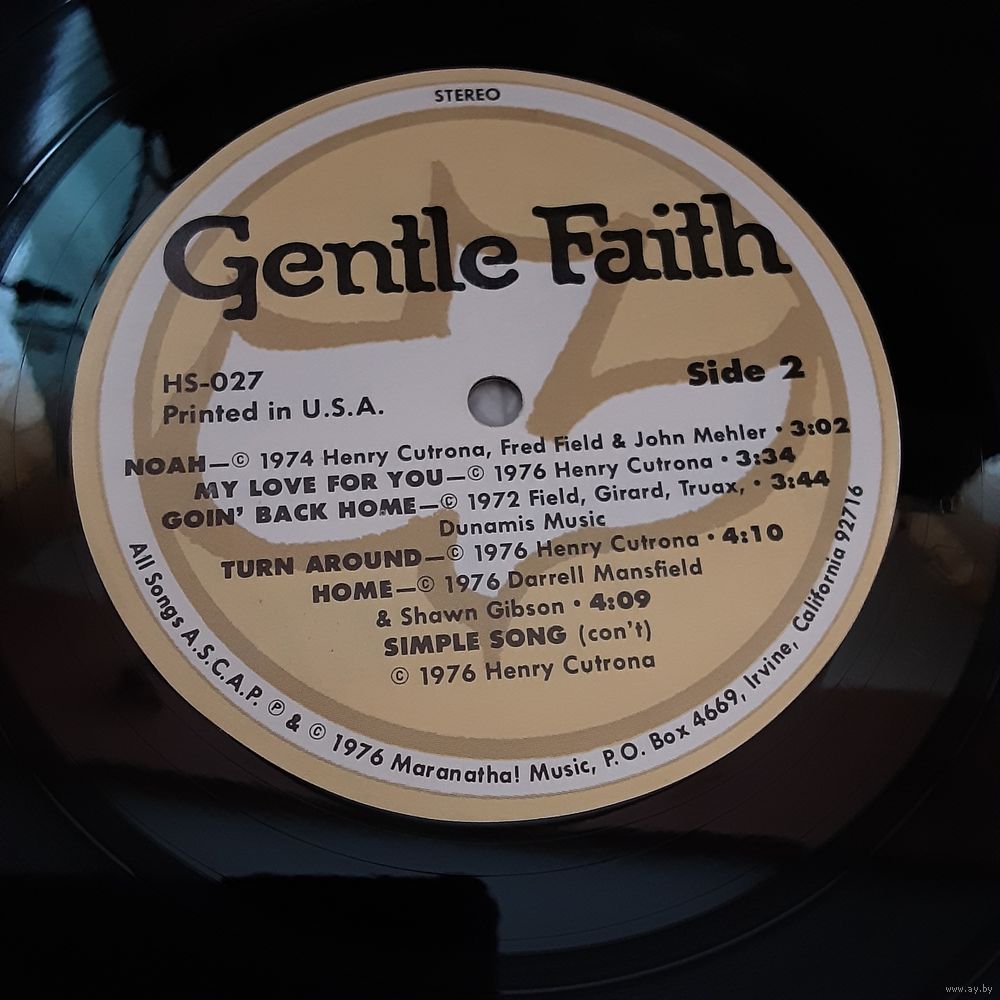 STEREO
Gentle Faith
HS-027
Printed in U.S.A.
Side 2
NOAH—© 1974 Henry Cutrona, Fred Field & John Mehler • 3:02
MY LOVE FOR YOU—© 1976 Henry Cutrona • 3:34
GOIN' BACK HOME—© 1972 Field, Girard, Truax, • 3:44
Dunamis Music
TURN AROUND—© 1976 Henry Cutrona • 4:10
HOME—© 1976 Darrell Mansfield
& Shawn Gibson • 4:09
SIMPLE SONG (con't)
© 1976 Henry Cutrona
All Songs A.S.C.A.P. ℗ & © 1976 Maranatha! Music, P.O. Box 4669, Irvine, California 92716
www.ay.by